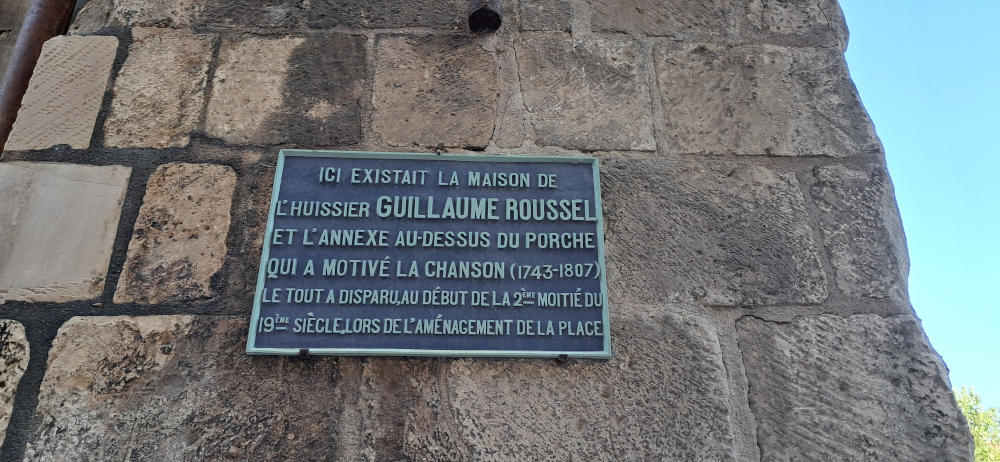 ICI EXISTAIT LA MAISON DE
L'HUISSIER GUILLAUME ROUSSEL
ET L'ANNEXE AU-DESSUS DU PORCHE
QUI A MOTIVÉ LA CHANSON (1743-1807)
LE TOUT A DISPARU, AU DÉBUT DE LA 2ÈME MOITIÉ DU
19ÈME SIÈCLE, LORS DE L'AMÉNAGEMENT DE LA PLACE.